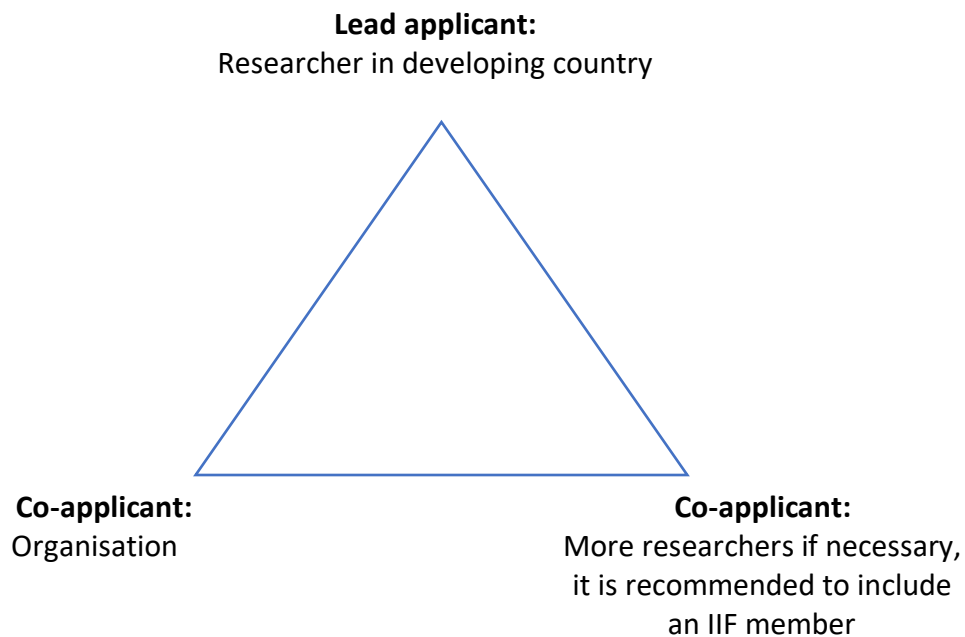 Lead applicant:
Researcher in developing country
Co-applicant:
Organisation
Co-applicant:
More researchers if necessary,
it is recommended to include
an IIF member